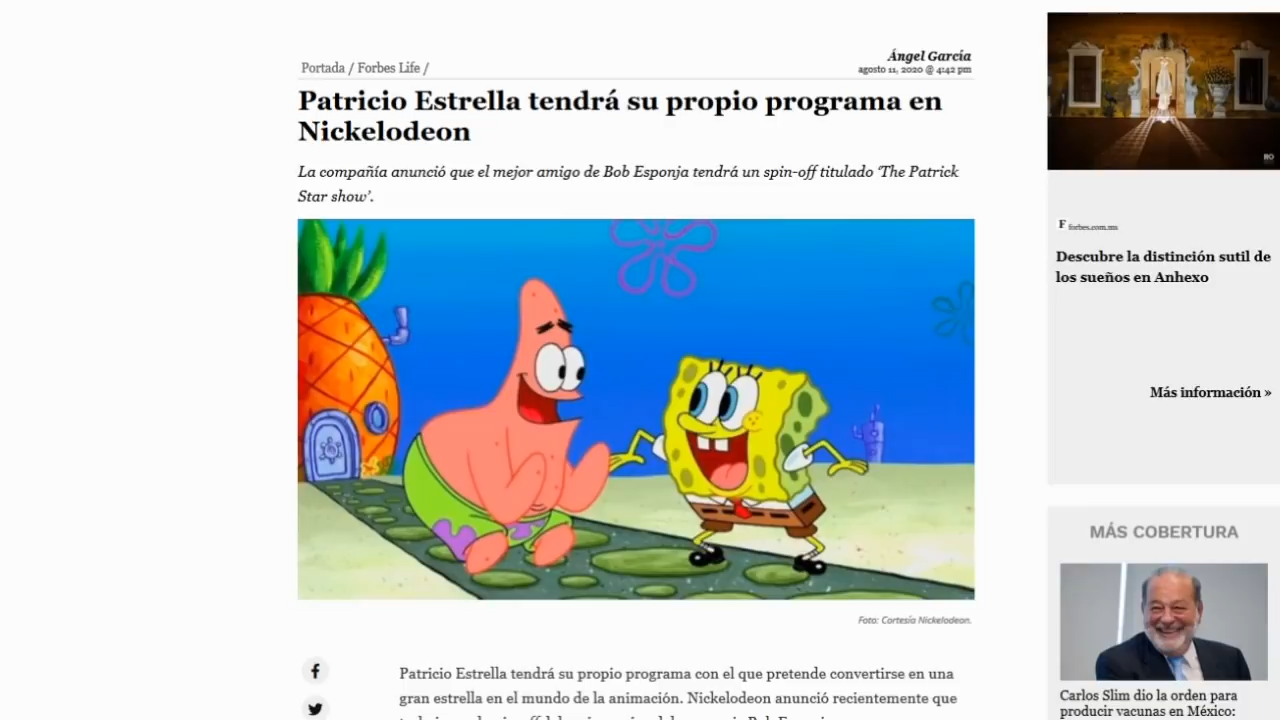 Portada / Forbes Life /
Ángel García
agosto 11, 2020 @ 4:42 pm
Patricio Estrella tendrá su propio programa en
Nickelodeon
La compañía anunció que el mejor amigo de Bob Esponja tendrá un spin-off titulado ‘The Patrick
Star show’.
Foto: Cortesía Nickelodeon.
Patricio Estrella tendrá su propio programa con el que pretende convertirse en una
gran estrella en el mundo de la animación. Nickelodeon anunció recientemente que
F forbes.com.mx
Descubre la distinción sutil de
los sueños en Anhexo
Más información »
MÁS COBERTURA
Carlos Slim dio la orden para
producir vacunas en México: